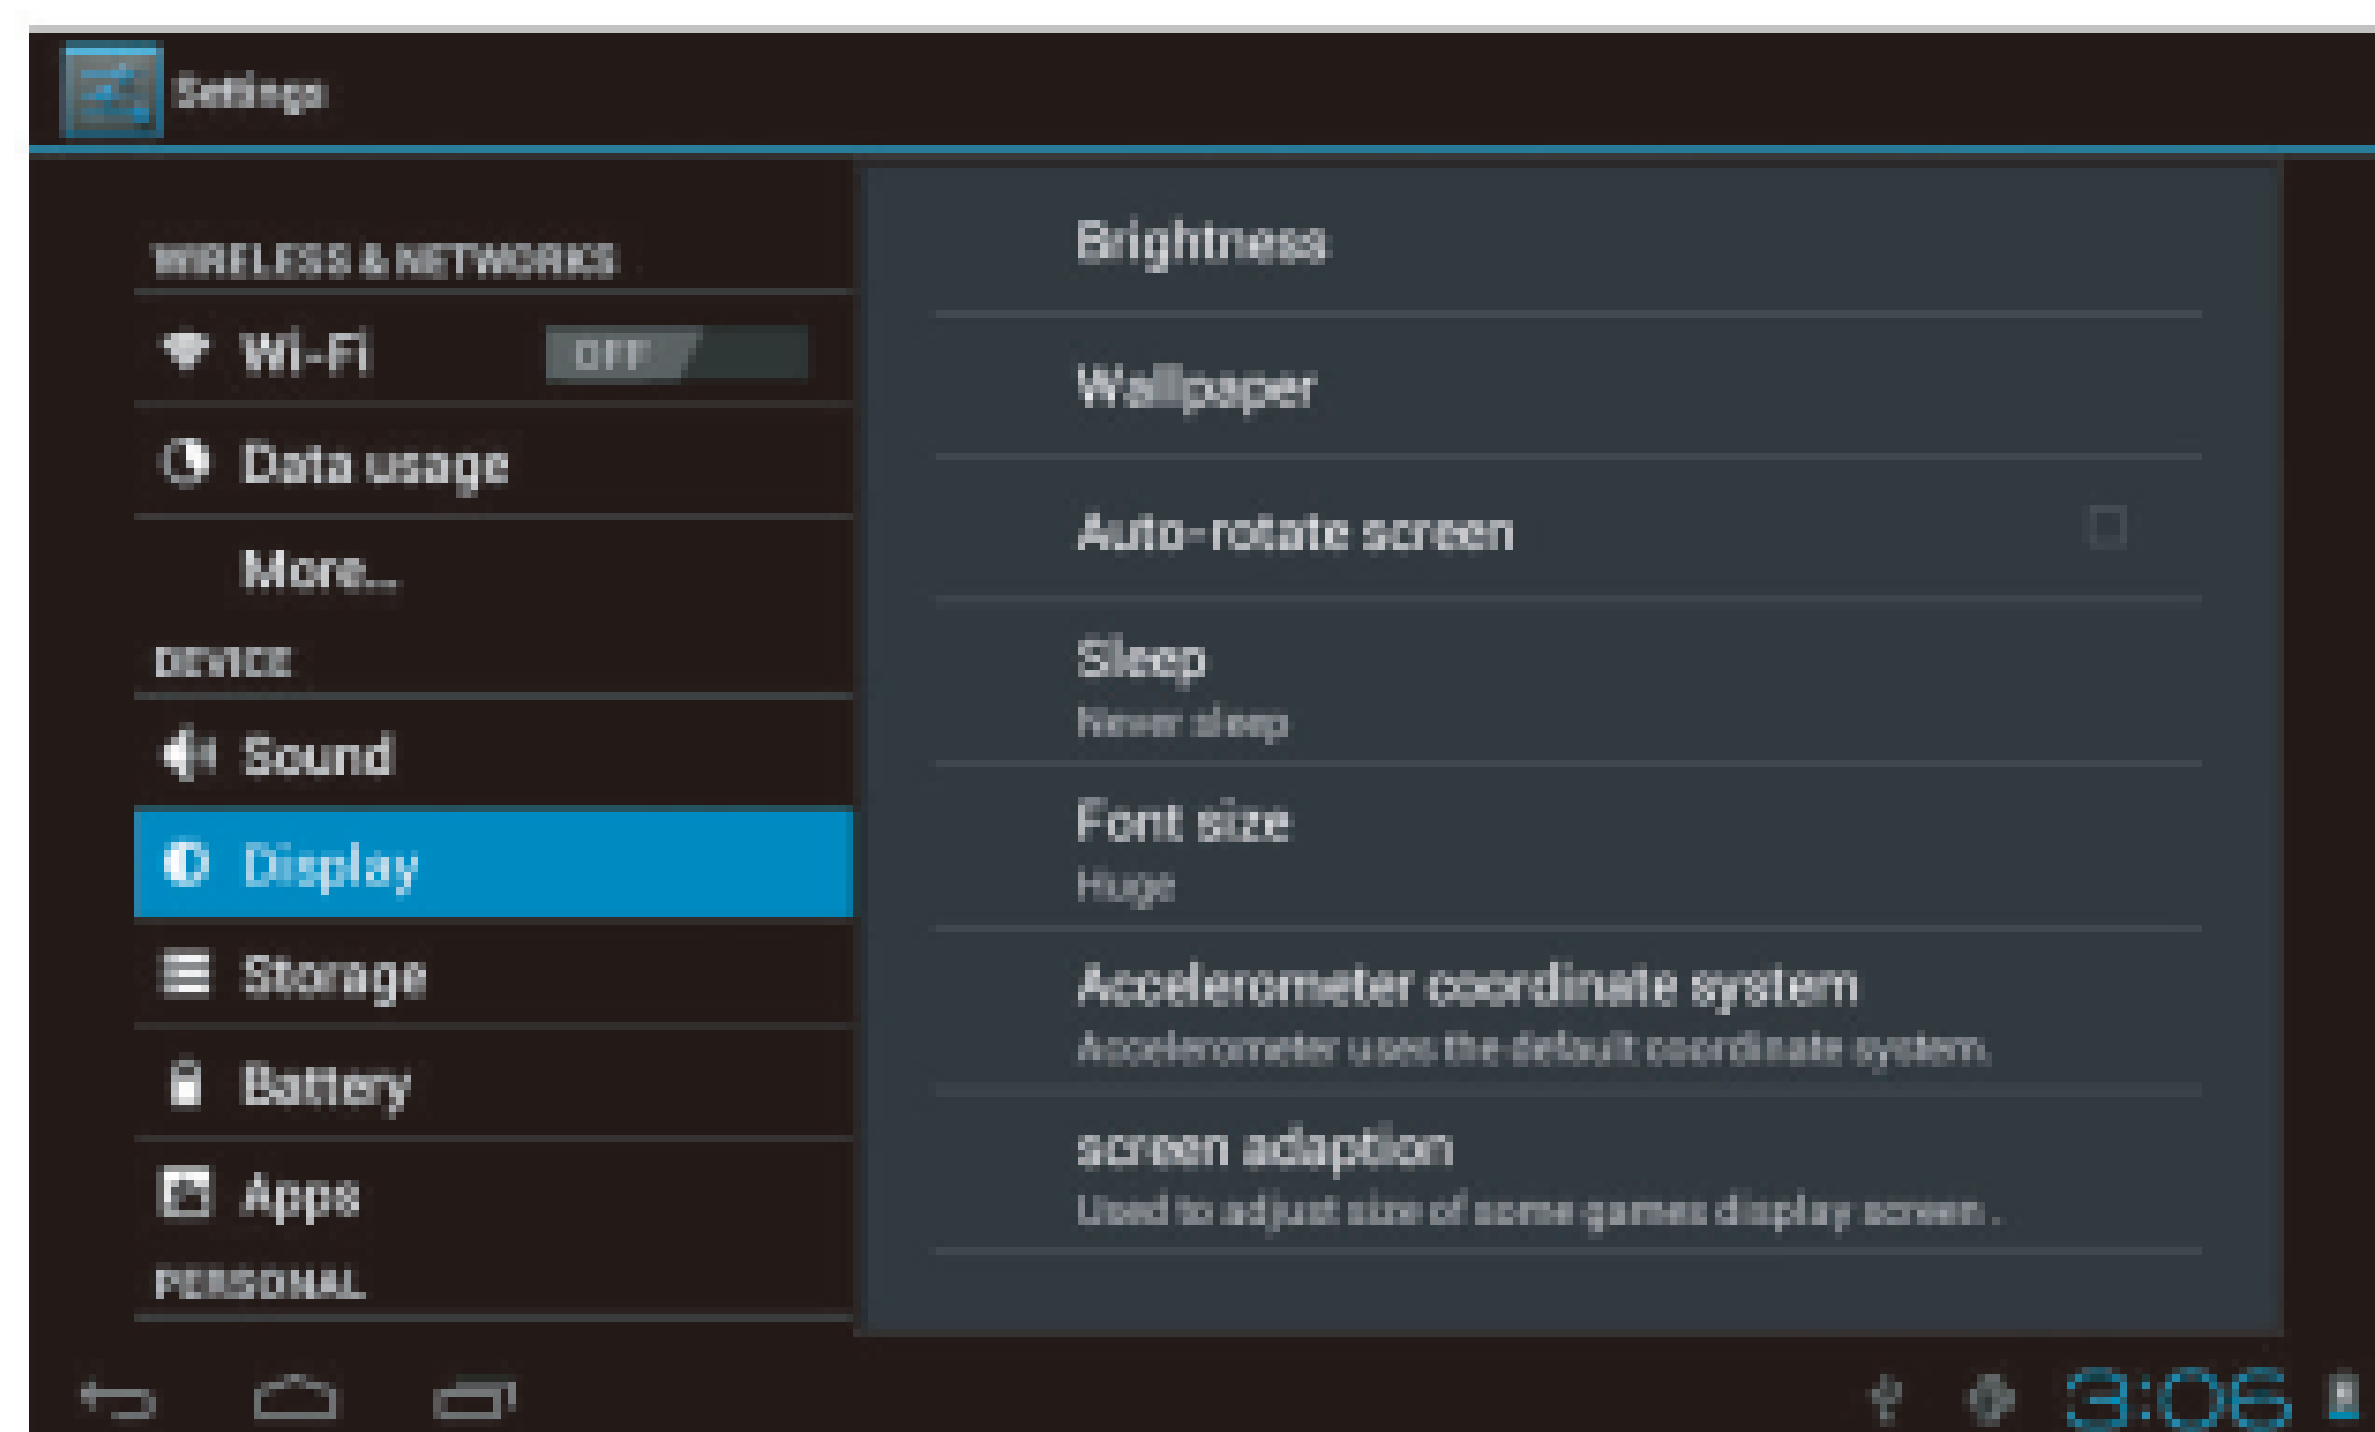 Settings
WIRELESS & NETWORKS
Wi-Fi OFF
Data usage
More...
DEVICE
Sound
Display
Storage
Battery
Apps
PERSONAL
Brightness
Wallpaper
Auto-rotate screen
Sleep
Never sleep
Font size
Huge
Accelerometer coordinate system
Accelerometer uses the default coordinate system.
screen adaption
Used to adjust size of some games display screen .
3:06